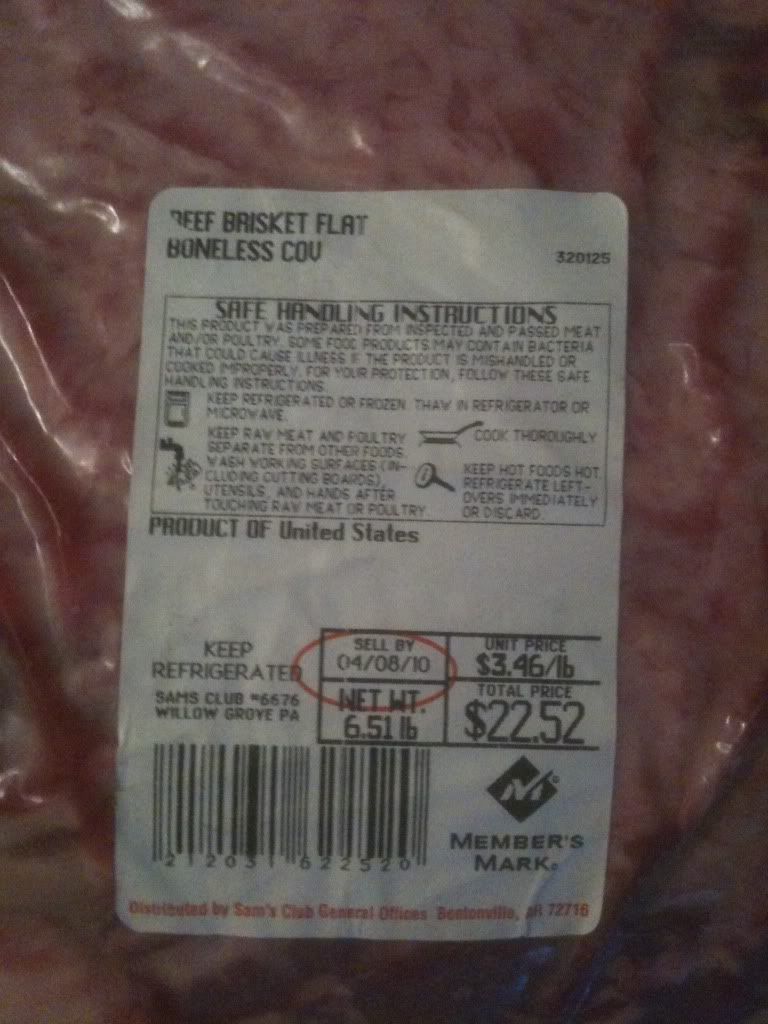 BEEF BRISKET FLAT
BONELESS COV
320125
SAFE HANDLING INSTRUCTIONS
THIS PRODUCT WAS PREPARED FROM INSPECTED AND PASSED MEAT
AND/OR POULTRY. SOME FOOD PRODUCTS MAY CONTAIN BACTERIA
THAT COULD CAUSE ILLNESS IF THE PRODUCT IS MISHANDLED OR
COOKED IMPROPERLY. FOR YOUR PROTECTION, FOLLOW THESE SAFE
HANDLING INSTRUCTIONS.
KEEP REFRIGERATED OR FROZEN. THAW IN REFRIGERATOR OR
MICROWAVE.
KEEP RAW MEAT AND POULTRY
SEPARATE FROM OTHER FOODS.
WASH WORKING SURFACES (IN-
CLUDING CUTTING BOARDS),
UTENSILS, AND HANDS AFTER
TOUCHING RAW MEAT OR POULTRY.
COOK THOROUGHLY
KEEP HOT FOODS HOT.
REFRIGERATE LEFT-
OVERS IMMEDIATELY
OR DISCARD.
PRODUCT OF United States
KEEP
REFRIGERATED
SAMS CLUB #6676
WILLOW GROVE PA
SELL BY
04/08/10
NET WT.
6.51 lb
UNIT PRICE
$3.46/lb
TOTAL PRICE
$22.52
2 12031 622520
M
MEMBER'S
MARK®
Distributed by Sam's Club General Offices Bentonville, AR 72716